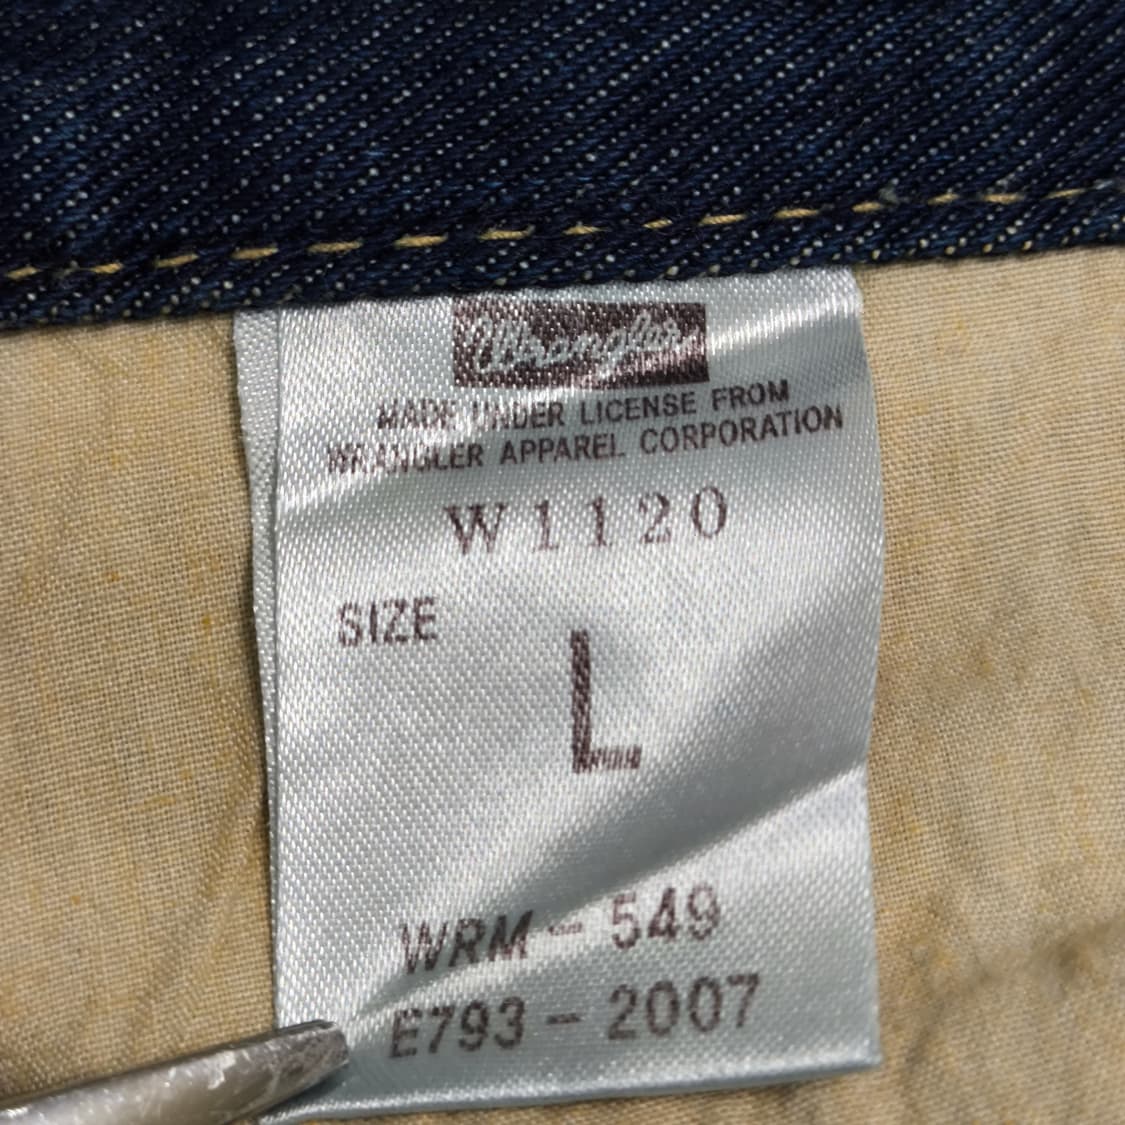 Wrangler
MADE UNDER LICENSE FROM
WRANGLER APPAREL CORPORATION
W1120
SIZE
L
WRM-549
E793-2007